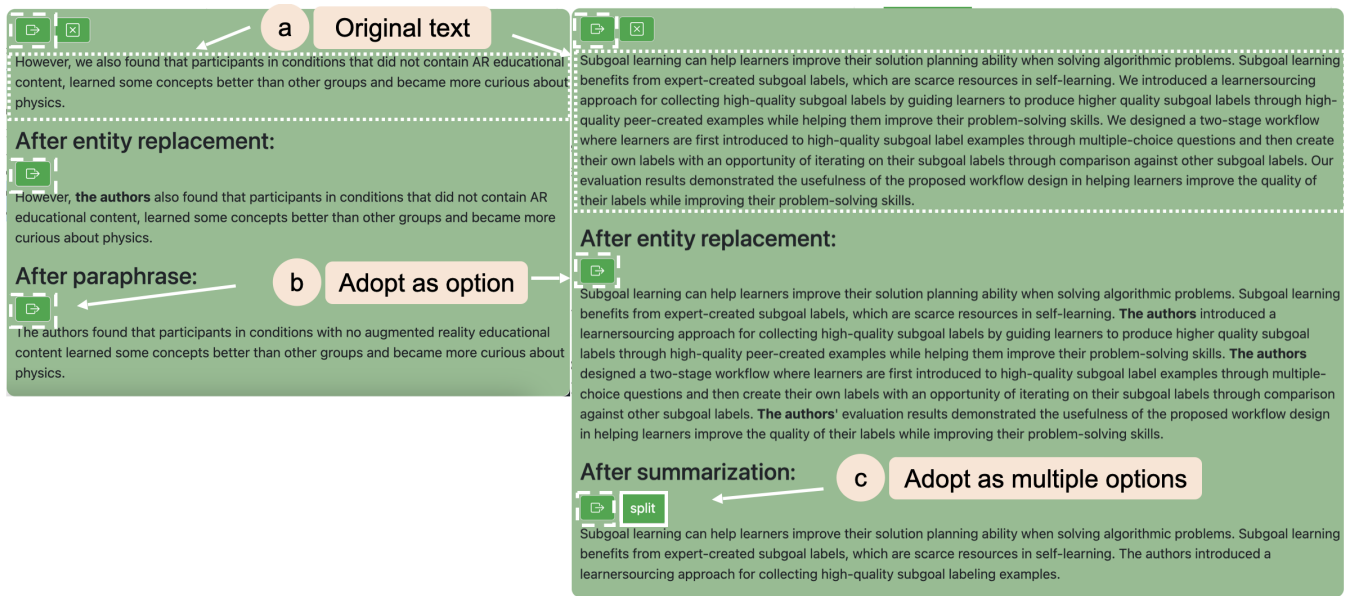 a
Original text
However, we also found that participants in conditions that did not contain AR educational
content, learned some concepts better than other groups and became more curious about
physics.
After entity replacement:
However, the authors also found that participants in conditions that did not contain AR
educational content, learned some concepts better than other groups and became more
curious about physics.
After paraphrase:
b
Adopt as option
The authors found that participants in conditions with no augmented reality educational
content learned some concepts better than other groups and became more curious about
physics.
Subgoal learning can help learners improve their solution planning ability when solving algorithmic problems. Subgoal learning
benefits from expert-created subgoal labels, which are scarce resources in self-learning. We introduced a learnersourcing
approach for collecting high-quality subgoal labels by guiding learners to produce higher quality subgoal labels through high-
quality peer-created examples while helping them improve their problem-solving skills. We designed a two-stage workflow
where learners are first introduced to high-quality subgoal label examples through multiple-choice questions and then create
their own labels with an opportunity of iterating on their subgoal labels through comparison against other subgoal labels. Our
evaluation results demonstrated the usefulness of the proposed workflow design in helping learners improve the quality of
their labels while improving their problem-solving skills.
After entity replacement:
Subgoal learning can help learners improve their solution planning ability when solving algorithmic problems. Subgoal learning
benefits from expert-created subgoal labels, which are scarce resources in self-learning. The authors introduced a
learnersourcing approach for collecting high-quality subgoal labels by guiding learners to produce higher quality subgoal
labels through high-quality peer-created examples while helping them improve their problem-solving skills. The authors
designed a two-stage workflow where learners are first introduced to high-quality subgoal label examples through multiple-
choice questions and then create their own labels with an opportunity of iterating on their subgoal labels through comparison
against other subgoal labels. The authors' evaluation results demonstrated the usefulness of the proposed workflow design
in helping learners improve the quality of their labels while improving their problem-solving skills.
After summarization:
c
Adopt as multiple options
split
Subgoal learning can help learners improve their solution planning ability when solving algorithmic problems. Subgoal learning
benefits from expert-created subgoal labels, which are scarce resources in self-learning. The authors introduced a
learnersourcing approach for collecting high-quality subgoal labeling examples.